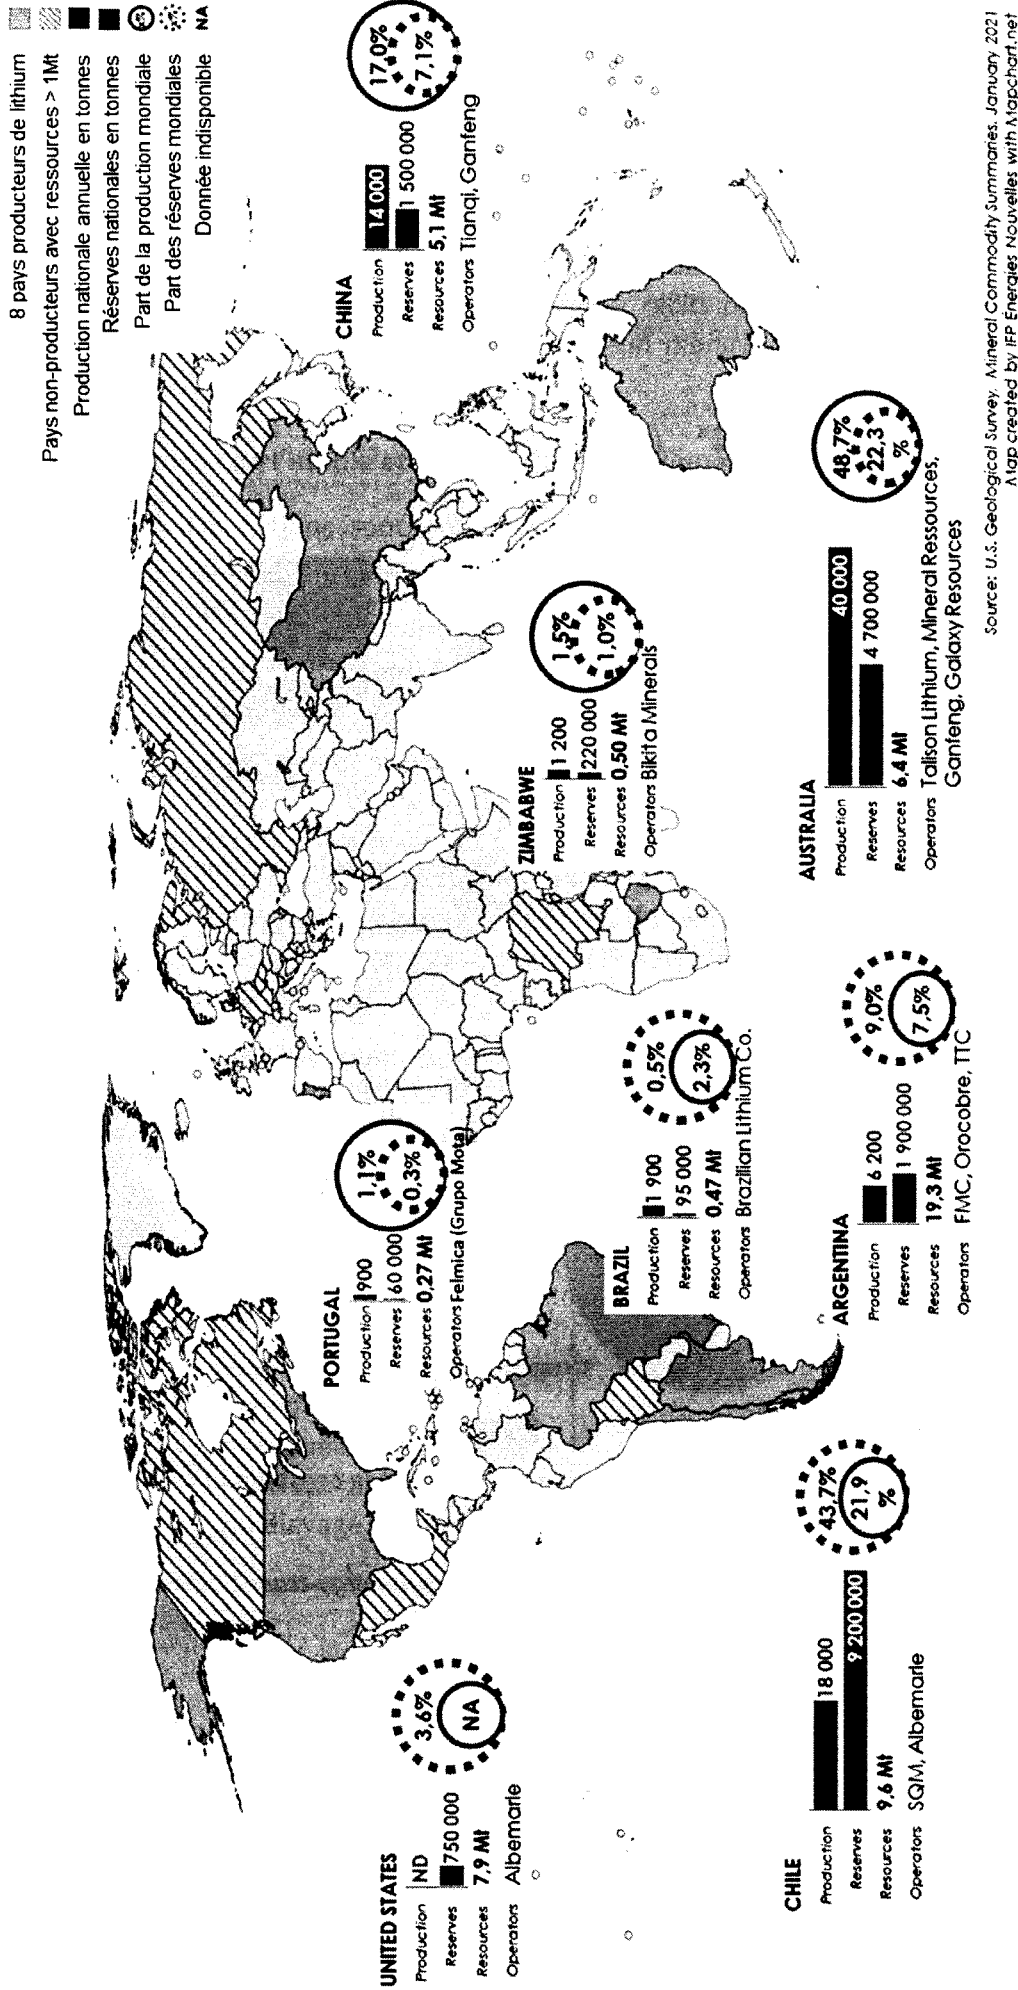 8 pays producteurs de lithium
Pays non-producteurs avec ressources > 1Mt
Production nationale annuelle en tonnes
Réserves nationales en tonnes
Part de la production mondiale
Part des réserves mondiales
NA Donnée indisponible
UNITED STATES
Production ND
Reserves 750 000
Resources 7,9 Mt
Operators Albemarle
3,6%
NA
PORTUGAL
Production 900
Reserves 60 000
Resources 0,27 Mt
Operators Felmica (Grupo Mota)
1,1%
0,3%
CHINA
Production 14 000
Reserves 1 500 000
Resources 5,1 Mt
Operators Tianqi, Ganfeng
17,0%
7,1%
ZIMBABWE
Production 1 200
Reserves 220 000
Resources 0,50 Mt
Operators Bikita Minerals
1,5%
1,0%
BRAZIL
Production 1 900
Reserves 95 000
Resources 0,47 Mt
Operators Brazilian Lithium Co.
0,5%
2,3%
CHILE
Production 18 000
Reserves 9 200 000
Resources 9,6 Mt
Operators SQM, Albemarle
43,7%
21,9
%
ARGENTINA
Production 6 200
Reserves 1 900 000
Resources 19,3 Mt
Operators FMC, Orocobre, TTC
9,0%
7,5%
AUSTRALIA
Production 40 000
Reserves 4 700 000
Resources 6,4 Mt
Operators Talison Lithium, Mineral Ressources,
Ganfeng, Galaxy Resources
48,7%
22,3
%
Source: U.S. Geological Survey, Mineral Commodity Summaries, January 2021
Map created by IFP Energies Nouvelles with Mapchart.net